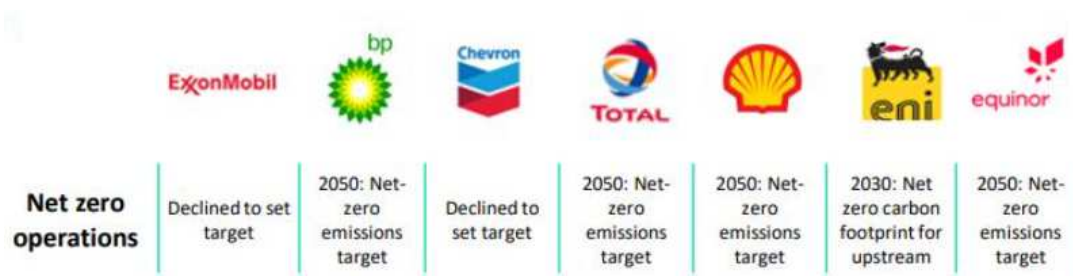 bp
ExxonMobil
Chevron
TOTAL
eni
equinor
Net zero
operations
Declined to set
target
2050: Net-
zero
emissions
target
Declined to
set target
2050: Net-
zero
emissions
target
2050: Net-
zero
emissions
target
2030: Net
zero carbon
footprint for
upstream
2050: Net-
zero
emissions
target